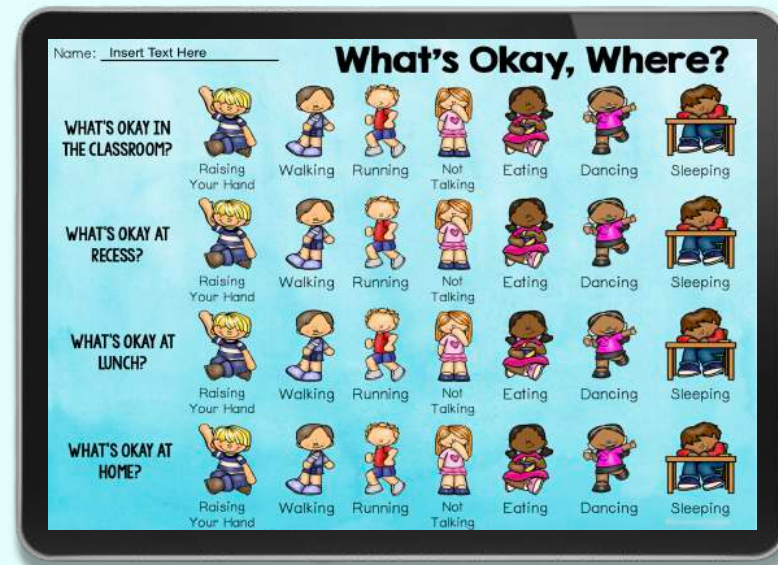 Name: Insert Text Here
What's Okay, Where?
WHAT'S OKAY IN
THE CLASSROOM?
Raising
Your Hand
Walking
Running
Not
Talking
Eating
Dancing
Sleeping
WHAT'S OKAY AT
RECESS?
Raising
Your Hand
Walking
Running
Not
Talking
Eating
Dancing
Sleeping
WHAT'S OKAY AT
LUNCH?
Raising
Your Hand
Walking
Running
Not
Talking
Eating
Dancing
Sleeping
WHAT'S OKAY AT
HOME?
Raising
Your Hand
Walking
Running
Not
Talking
Eating
Dancing
Sleeping